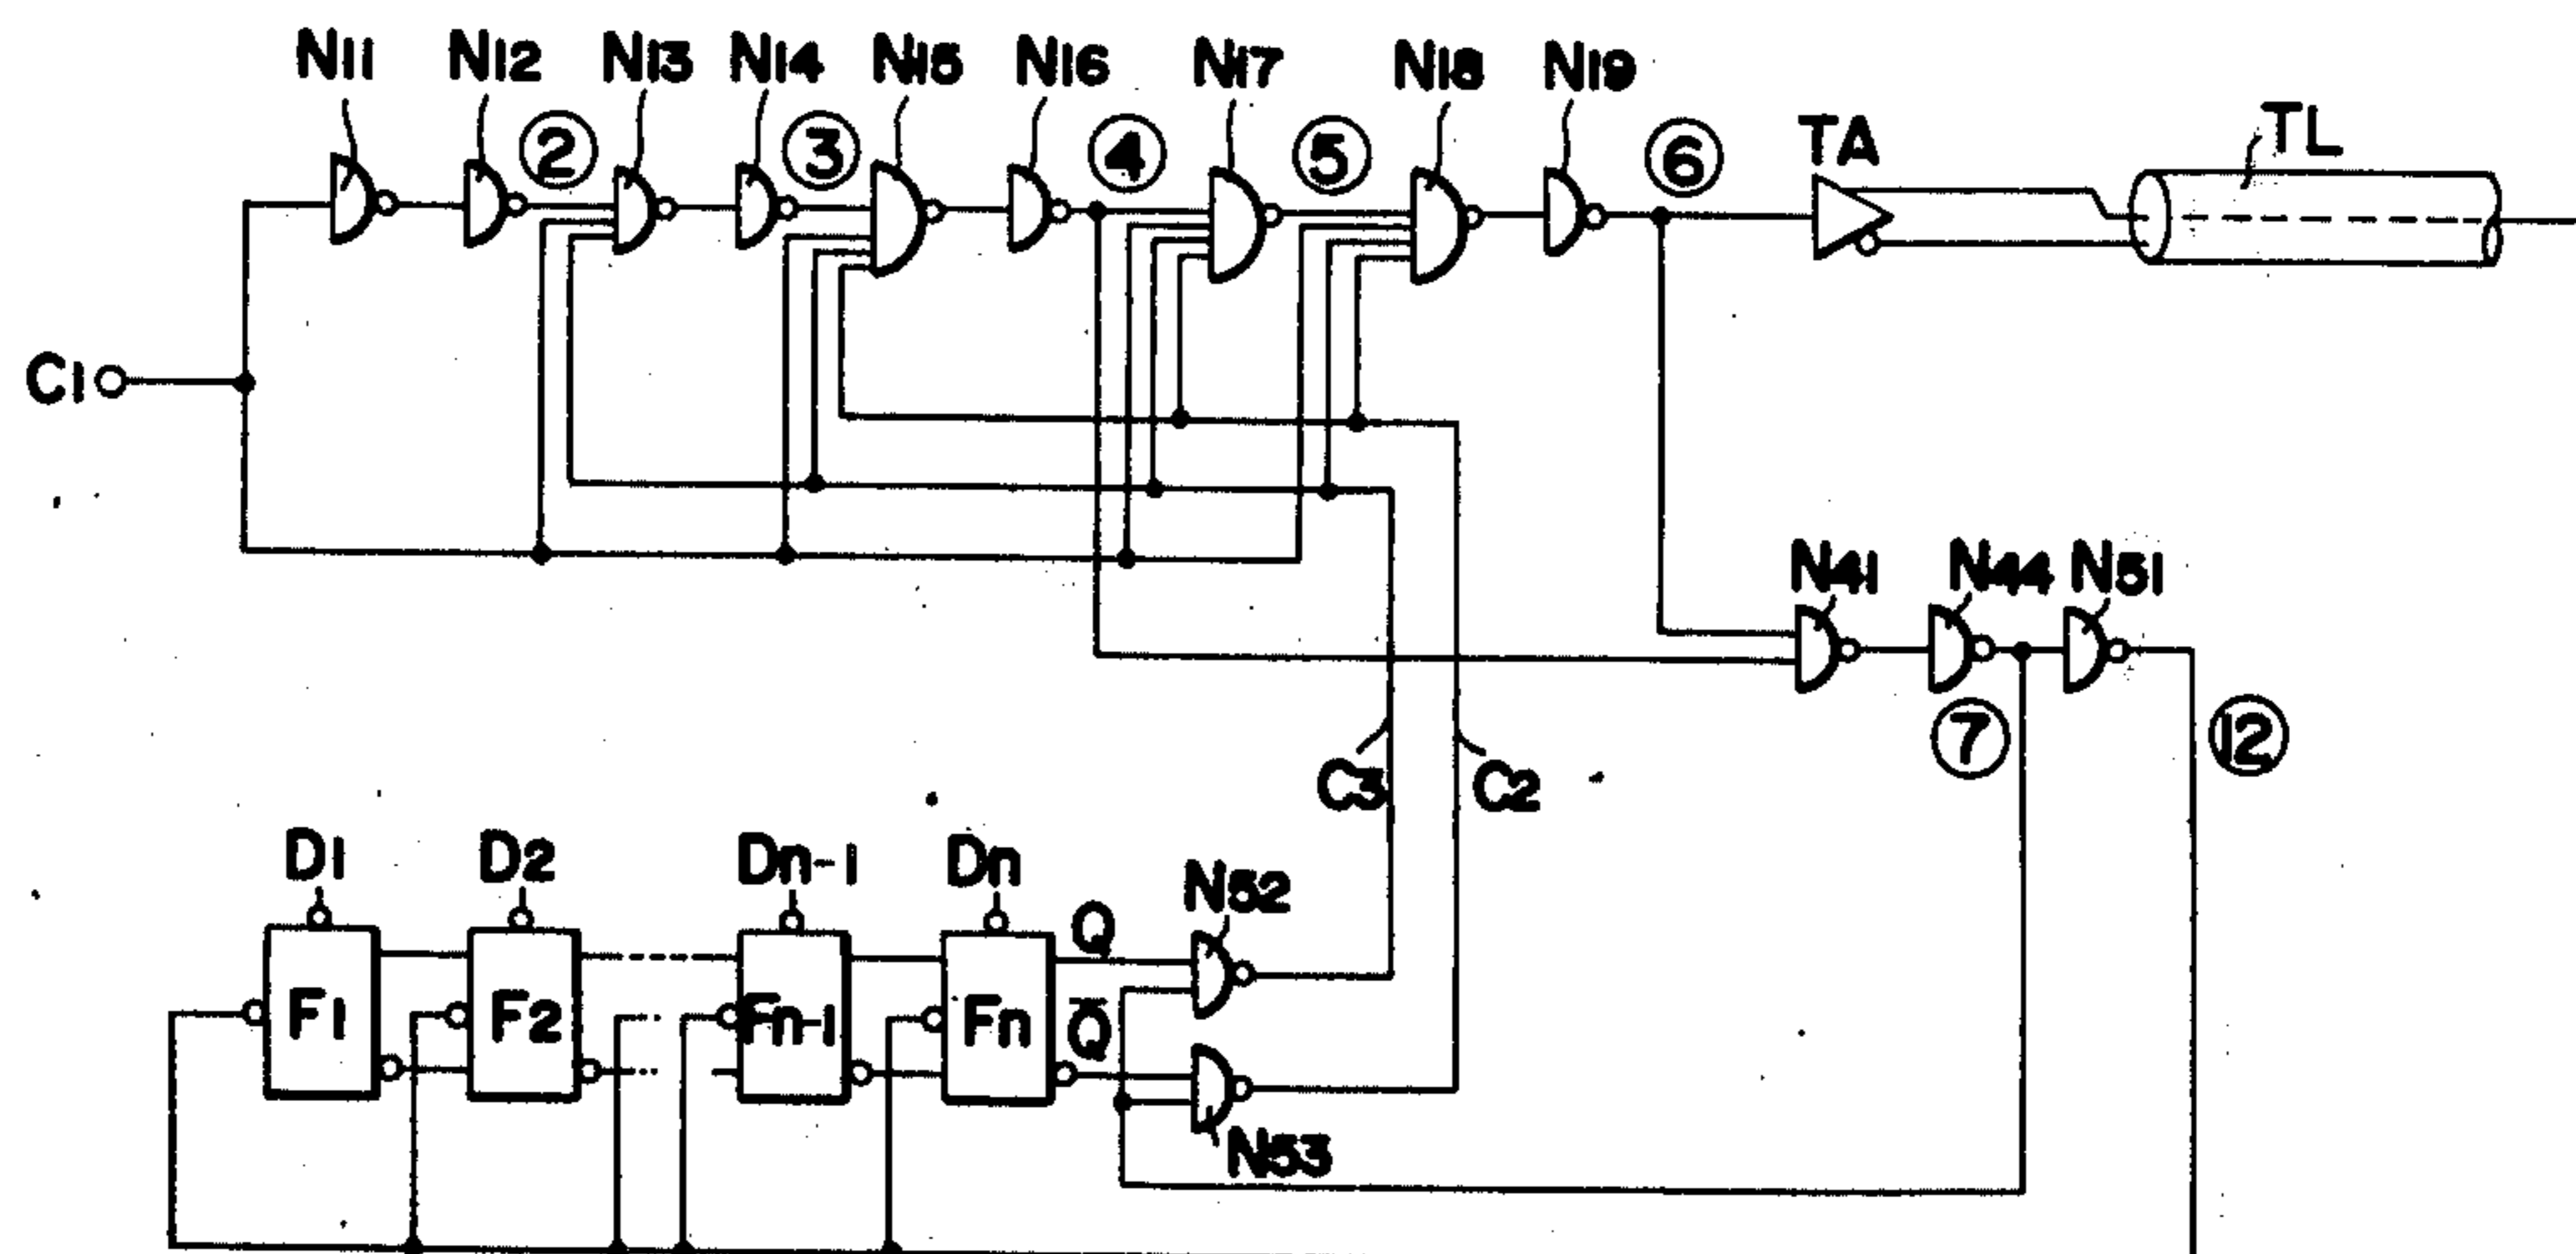 N11 N12 N13 N14 N15 N16 N17 N18 N19
② ③ ④ ⑤ ⑥ TA TL
C1
N41 N44 N51
⑦ ⑫
C3 C2
D1 D2 Dn-1 Dn
Q N52
F1 F2 Fn-1 Fn Q̅
N53